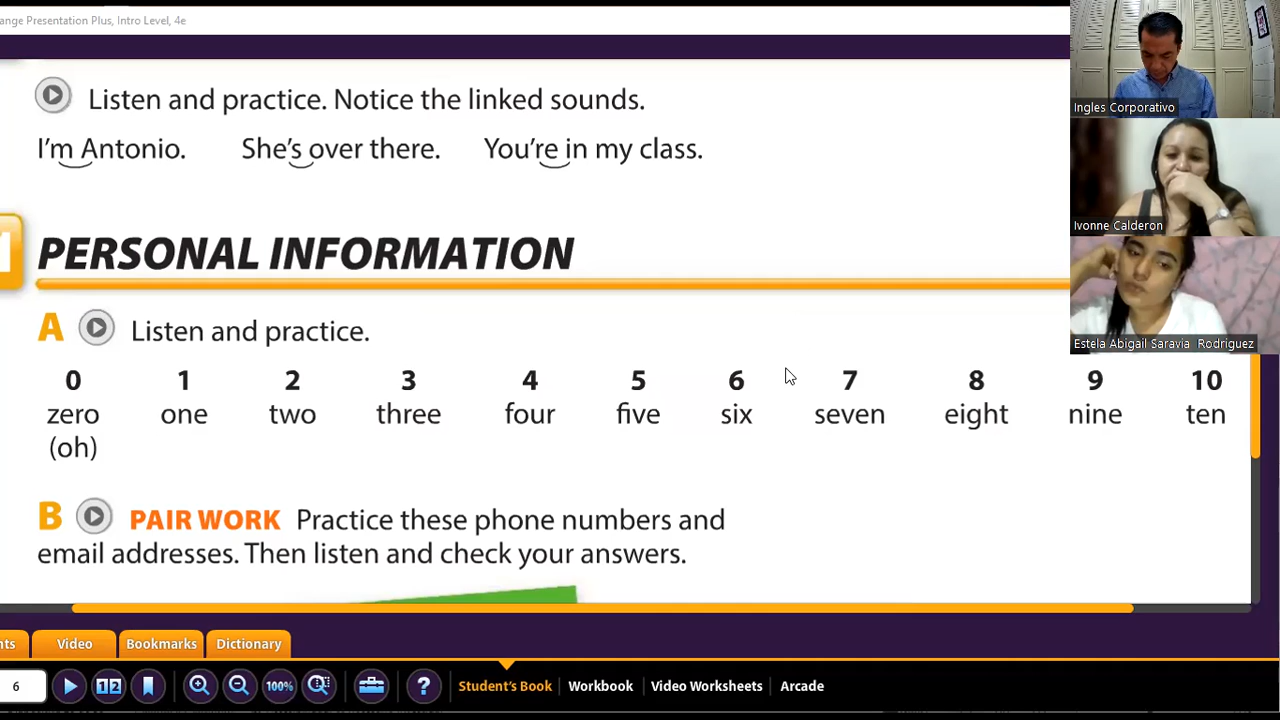 ange Presentation Plus, Intro Level, 4e
Listen and practice. Notice the linked sounds.
I'm Antonio. She's over there. You're in my class.
PERSONAL INFORMATION
A Listen and practice.
0 1 2 3 4 5 6 7 8 9 10
zero one two three four five six seven eight nine ten
(oh)
B PAIR WORK Practice these phone numbers and
email addresses. Then listen and check your answers.
Ingles Corporativo
Ivonne Calderon
Estela Abigail Saravia Rodriguez
nts Video Bookmarks Dictionary
6 12 100% ? Student's Book Workbook Video Worksheets Arcade